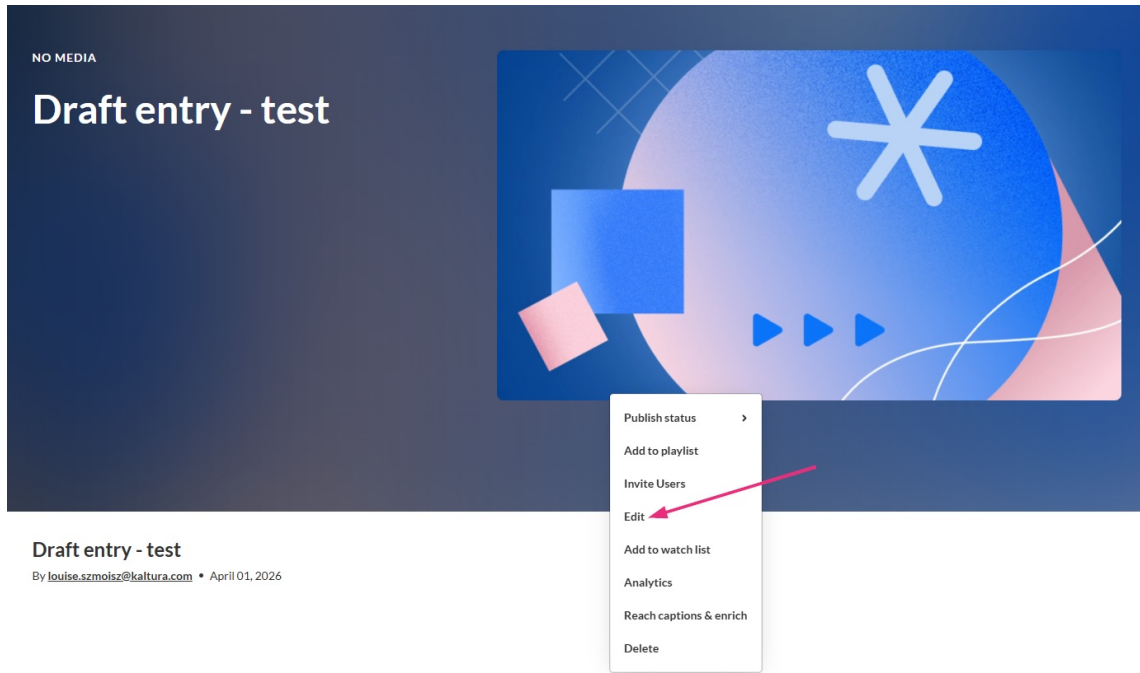 NO MEDIA
Draft entry - test
Publish status
Add to playlist
Invite Users
Edit
Add to watch list
Analytics
Reach captions & enrich
Delete
Draft entry - test
By louise.szmoisz@kaltura.com • April 01, 2026